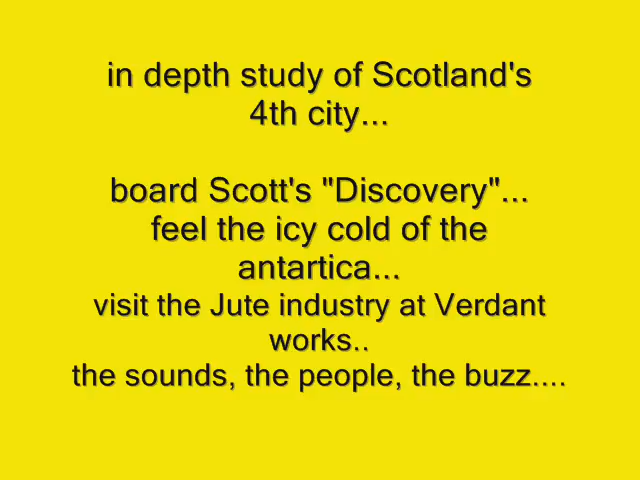 in depth study of Scotland's
4th city...
board Scott's "Discovery"...
feel the icy cold of the
antartica...
visit the Jute industry at Verdant
works..
the sounds, the people, the buzz....